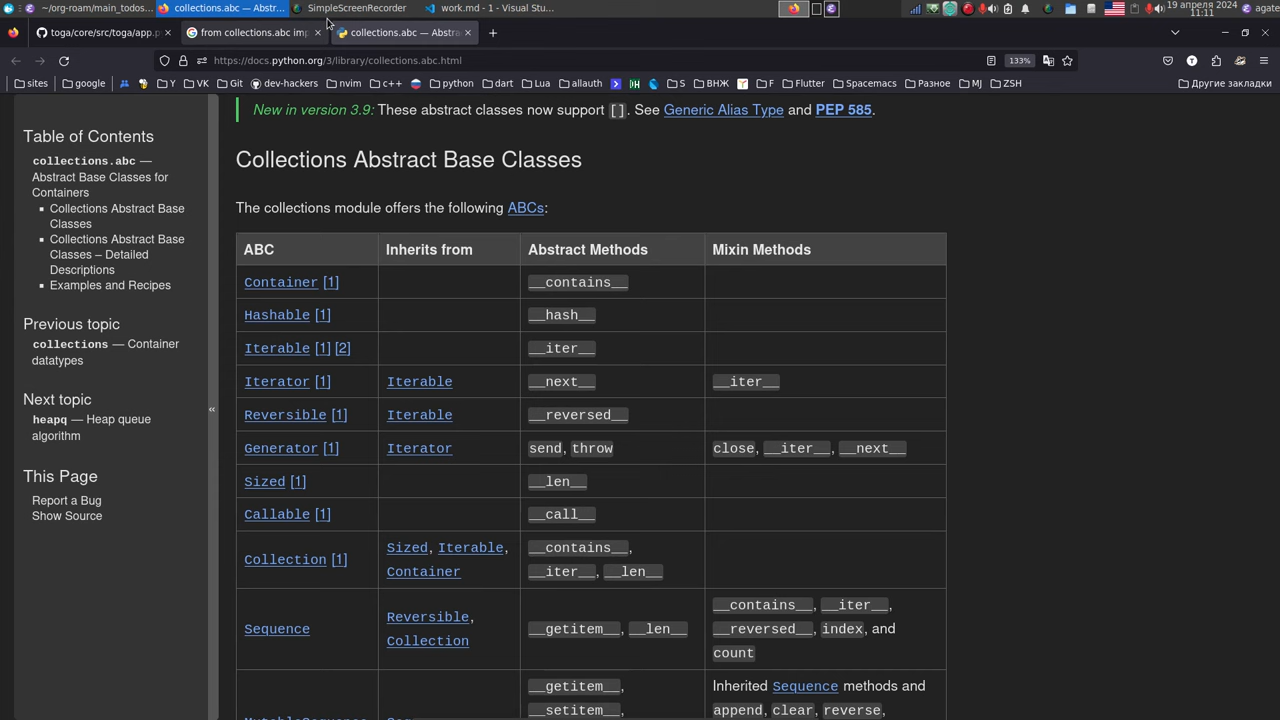 ~/org-roam/main_todos... collections.abc — Abstr... SimpleScreenRecorder work.md - 1 - Visual Stu... 19 апреля 2024 11:11 agate
toga/core/src/toga/app.p × from collections.abc imp × collections.abc — Abstra ×
https://docs.python.org/3/library/collections.abc.html 133%
sites google Y VK Git dev-hackers nvim c++ python dart Lua allauth S ВНЖ F Flutter Spacemacs Разное MJ ZSH Другие закладки
New in version 3.9: These abstract classes now support []. See Generic Alias Type and PEP 585.
Collections Abstract Base Classes
The collections module offers the following ABCs:
ABC Inherits from Abstract Methods Mixin Methods
Container [1] __contains__
Hashable [1] __hash__
Iterable [1] [2] __iter__
Iterator [1] Iterable __next__ __iter__
Reversible [1] Iterable __reversed__
Generator [1] Iterator send, throw close, __iter__, __next__
Sized [1] __len__
Callable [1] __call__
Collection [1] Sized, Iterable, Container __contains__, __iter__, __len__
Sequence Reversible, Collection __getitem__, __len__ __contains__, __iter__, __reversed__, index, and count
__getitem__, __setitem__, Inherited Sequence methods and append, clear, reverse,
Table of Contents
collections.abc —
Abstract Base Classes for
Containers
Collections Abstract Base
Classes
Collections Abstract Base
Classes – Detailed
Descriptions
Examples and Recipes
Previous topic
collections — Container
datatypes
Next topic
heapq — Heap queue
algorithm
This Page
Report a Bug
Show Source
«